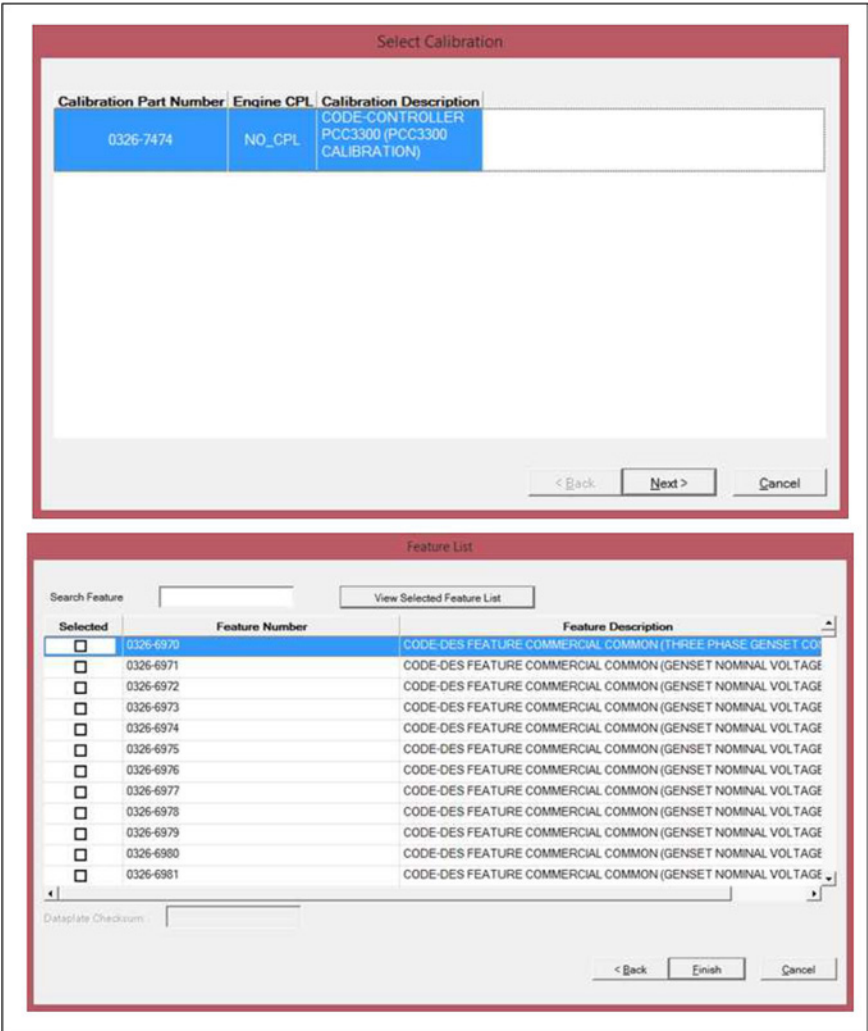 Select Calibration
Calibration Part Number Engine CPL Calibration Description
CODE-CONTROLLER
0326-7474 NO_CPL PCC3300 (PCC3300
CALIBRATION)
< Back Next > Cancel
Feature List
Search Feature View Selected Feature List
Selected Feature Number Feature Description
0326-6970 CODE-DES FEATURE COMMERCIAL COMMON (THREE PHASE GENSET CO
0326-6971 CODE-DES FEATURE COMMERCIAL COMMON (GENSET NOMINAL VOLTAGE
0326-6972 CODE-DES FEATURE COMMERCIAL COMMON (GENSET NOMINAL VOLTAGE
0326-6973 CODE-DES FEATURE COMMERCIAL COMMON (GENSET NOMINAL VOLTAGE
0326-6974 CODE-DES FEATURE COMMERCIAL COMMON (GENSET NOMINAL VOLTAGE
0326-6975 CODE-DES FEATURE COMMERCIAL COMMON (GENSET NOMINAL VOLTAGE
0326-6976 CODE-DES FEATURE COMMERCIAL COMMON (GENSET NOMINAL VOLTAGE
0326-6977 CODE-DES FEATURE COMMERCIAL COMMON (GENSET NOMINAL VOLTAGE
0326-6978 CODE-DES FEATURE COMMERCIAL COMMON (GENSET NOMINAL VOLTAGE
0326-6979 CODE-DES FEATURE COMMERCIAL COMMON (GENSET NOMINAL VOLTAGE
0326-6980 CODE-DES FEATURE COMMERCIAL COMMON (GENSET NOMINAL VOLTAGE
0326-6981 CODE-DES FEATURE COMMERCIAL COMMON (GENSET NOMINAL VOLTAGE
Dataplate Checksum
< Back Finish Cancel